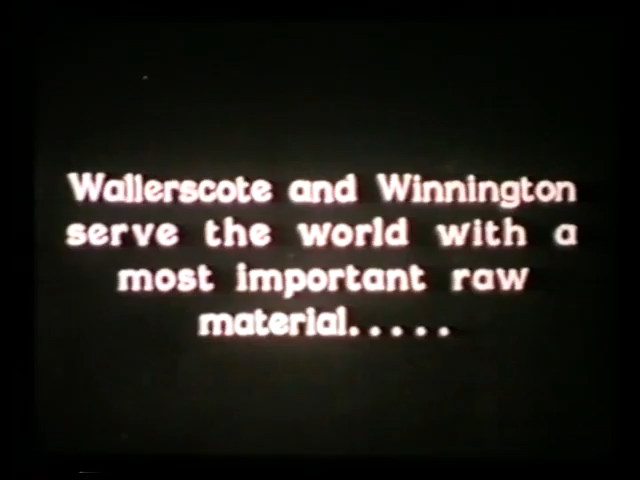 Wallerscote and Winnington
serve the world with a
most important raw
material.....